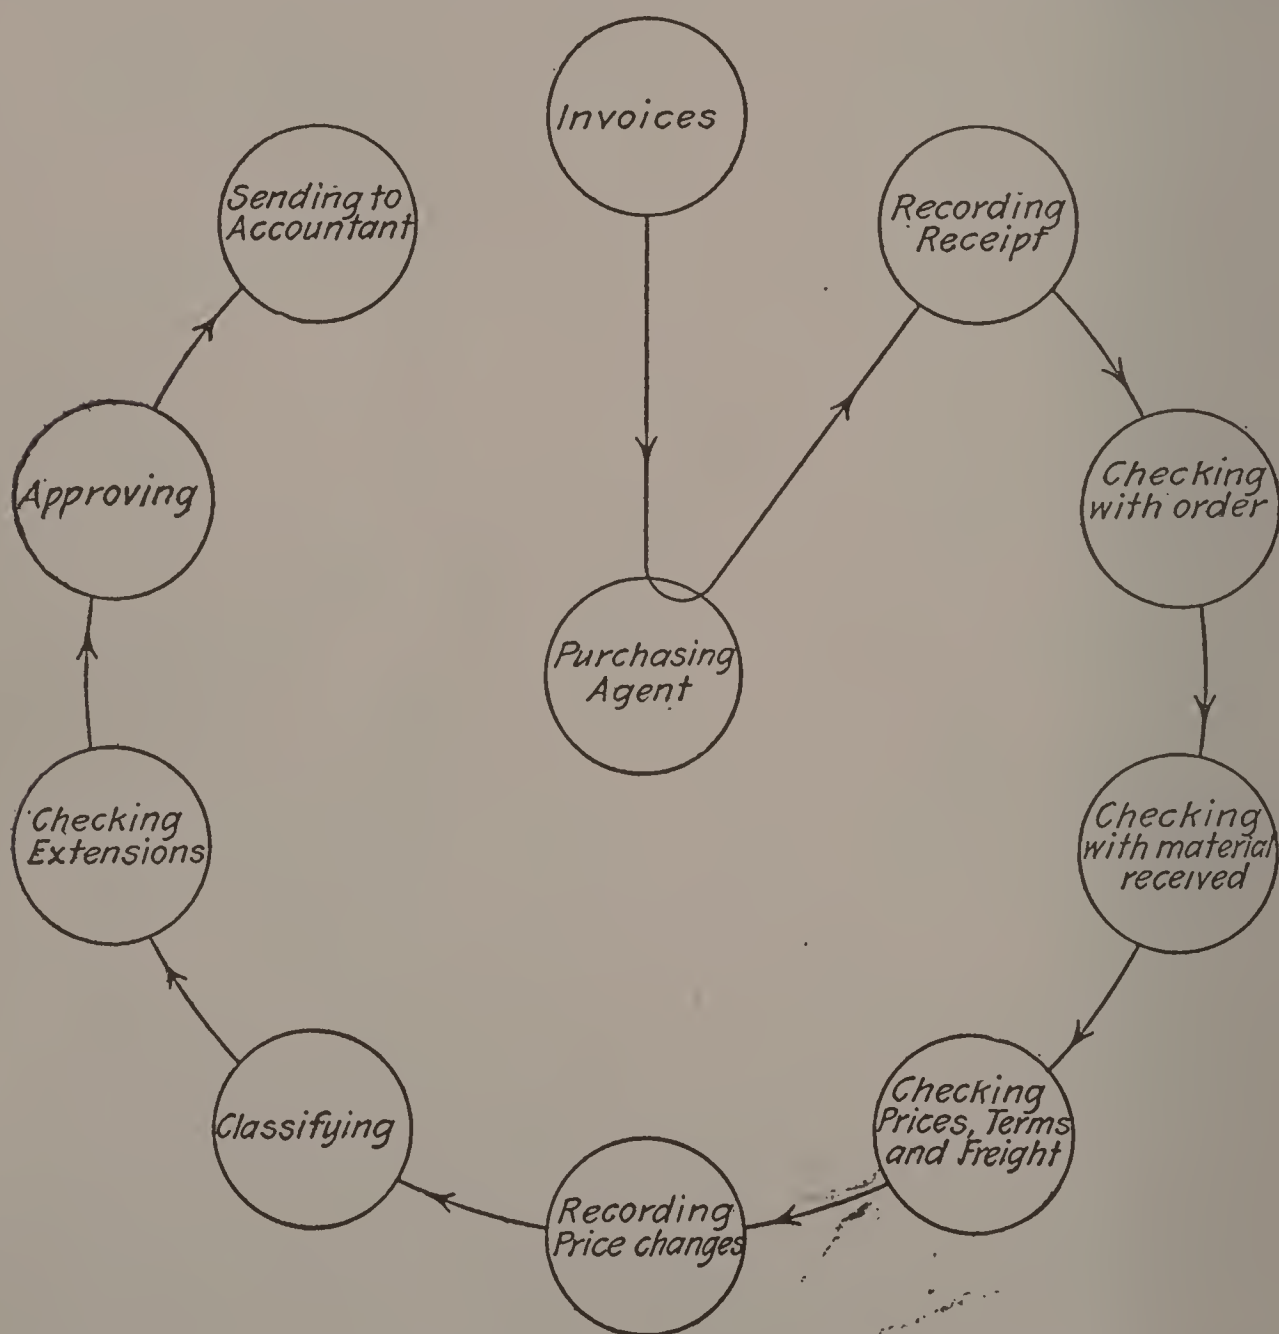 Invoices
Purchasing
Agent
Recording
Receipt
Checking
with order
Checking
with material
received
Checking
Prices, Terms
and Freight
Recording
Price changes
Classifying
Checking
Extensions
Approving
Sending to
Accountant